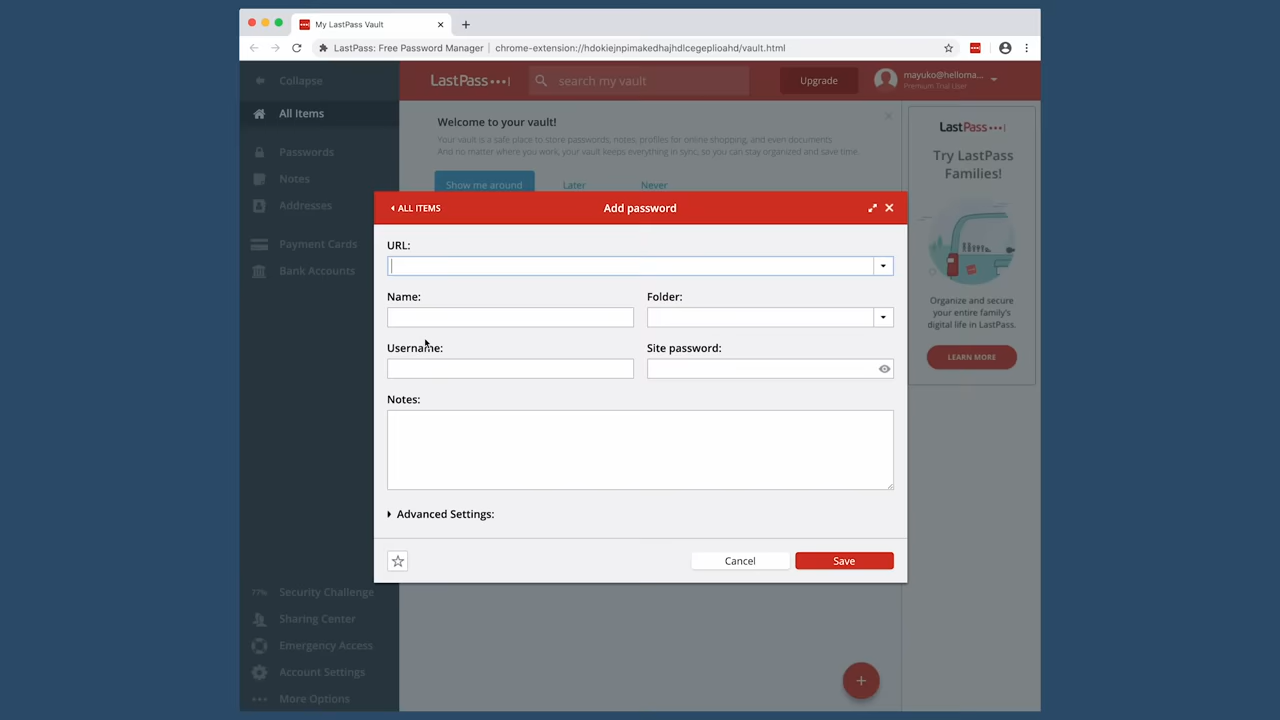 My LastPass Vault
LastPass: Free Password Manager | chrome-extension://hdokiejnpimakedhajhdlcegeplioahd/vault.html
Collapse
LastPass
search my vault
Upgrade
mayuko@helloma...
Premium Trial User
All Items
Passwords
Notes
Addresses
Payment Cards
Bank Accounts
Welcome to your vault!
Your vault is a safe place to store passwords, notes, profiles for online shopping, and even documents.
And no matter where you work, your vault keeps everything in sync, so you can stay organized and save time.
Show me around
Later
Never
ALL ITEMS
Add password
URL:
Name:
Folder:
Username:
Site password:
Notes:
Advanced Settings:
Cancel
Save
LastPass
Try LastPass
Families!
Organize and secure
your entire family's
digital life in LastPass.
LEARN MORE
77%
Security Challenge
Sharing Center
Emergency Access
Account Settings
More Options